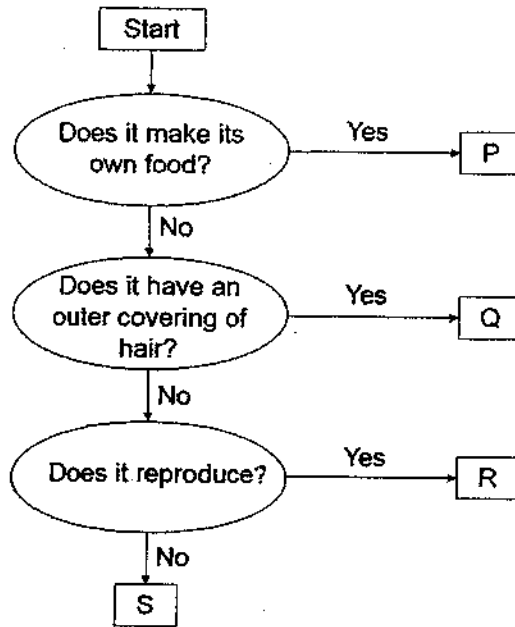 Start
Does it make its
own food?
Yes
P
No
Does it have an
outer covering of
hair?
Yes
Q
No
Does it reproduce?
Yes
R
No
S